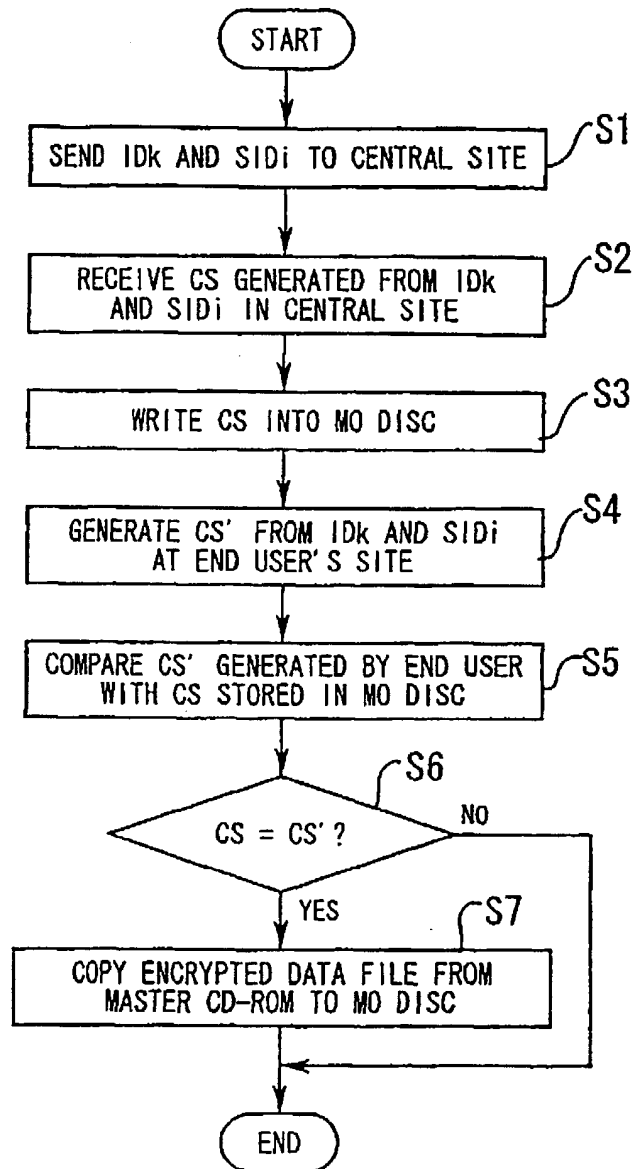 START
S1
SEND IDk AND SIDi TO CENTRAL SITE
S2
RECEIVE CS GENERATED FROM IDk
AND SIDi IN CENTRAL SITE
S3
WRITE CS INTO MO DISC
S4
GENERATE CS' FROM IDk AND SIDi
AT END USER'S SITE
S5
COMPARE CS' GENERATED BY END USER
WITH CS STORED IN MO DISC
S6
CS = CS'?
NO
YES
S7
COPY ENCRYPTED DATA FILE FROM
MASTER CD-ROM TO MO DISC
END